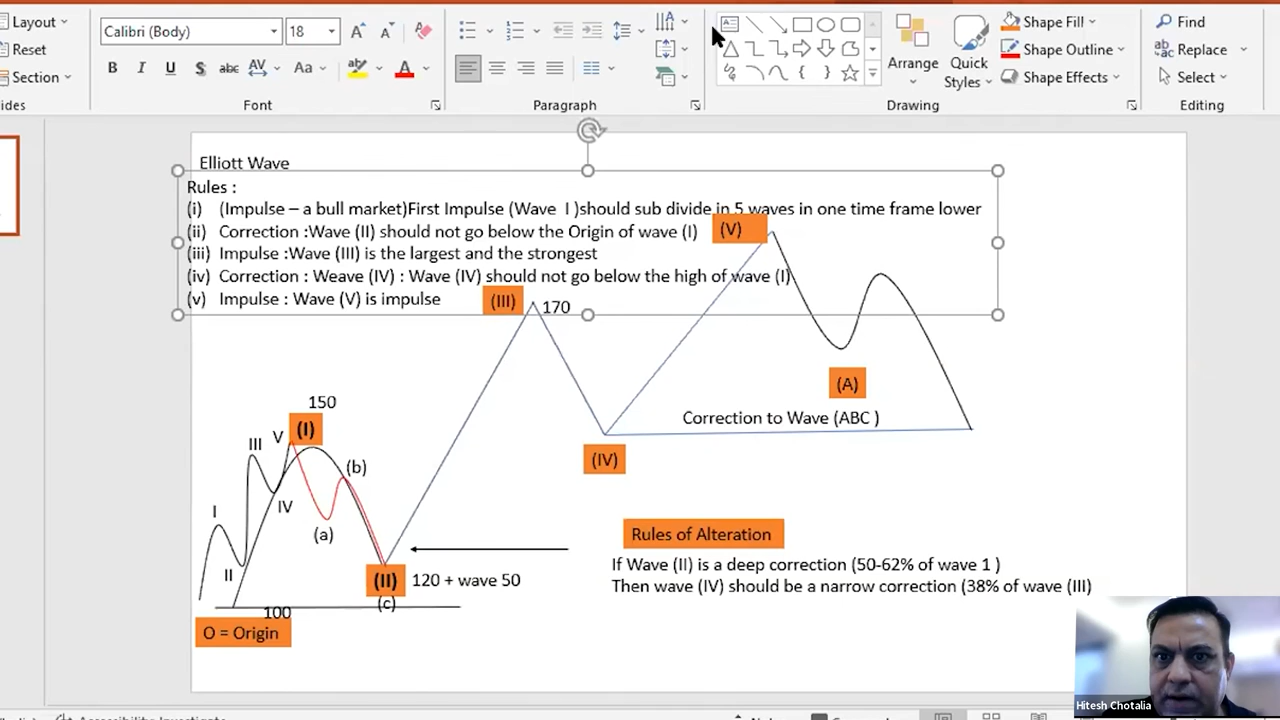 Layout
Reset
Section
ides
Calibri (Body)
18
B I U S abc AV Aa A
Font
Paragraph
Arrange
Quick Styles
Shape Fill
Shape Outline
Shape Effects
Drawing
Find
Replace
Select
Editing
Elliott Wave
Rules :
(i) (Impulse – a bull market)First Impulse (Wave I )should sub divide in 5 waves in one time frame lower
(ii) Correction :Wave (II) should not go below the Origin of wave (I)
(V)
(iii) Impulse :Wave (III) is the largest and the strongest
(iv) Correction : Weave (IV) : Wave (IV) should not go below the high of wave (I)
(v) Impulse : Wave (V) is impulse
(III)
170
(A)
150
Correction to Wave (ABC )
(I)
V
III
(b)
(IV)
IV
I
(a)
Rules of Alteration
If Wave (II) is a deep correction (50-62% of wave 1 )
II
(II)
120 + wave 50
Then wave (IV) should be a narrow correction (38% of wave (III)
(c)
100
O = Origin
Hitesh Chotalia